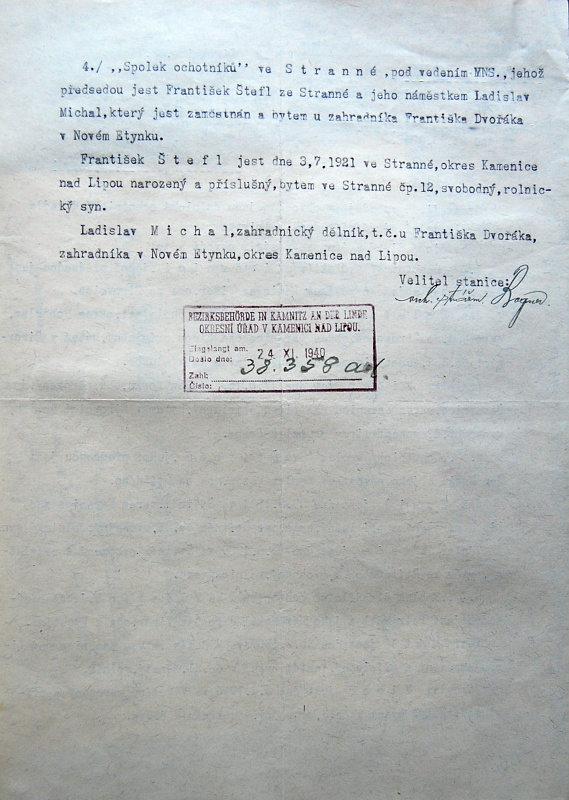 4./ ,,Spolek ochotníků'' ve S t r a n n é ,pod vedením MNS.,jehož
předsedou jest František Štefl ze Stranné a jeho náměstkem Ladislav
Michal,který jest zaměstnán a bytem u zahradníka Františka Dvořáka
v Novém Etynku.
František Š t e f l jest dne 3,7.1921 ve Stranné,okres Kamenice
nad Lipou narozený a příslušný,bytem ve Stranné čp.12,svobodný,rolnic-
ký syn.
Ladislav M i c h a l,zahradnický dělník,t.č.u Františka Dvořáka,
zahradníka v Novém Etynku,okres Kamenice nad Lipou.
Velitel stanice:
BEZIRKSBEHÖRDE IN KAMNITZ AN DER LINDE
OKRESNÍ ÚŘAD V KAMENICI NAD LIPOU.
Eingelangt am:
Došlo dne: 24 XI. 1940
Zahl: 38.358
Číslo: